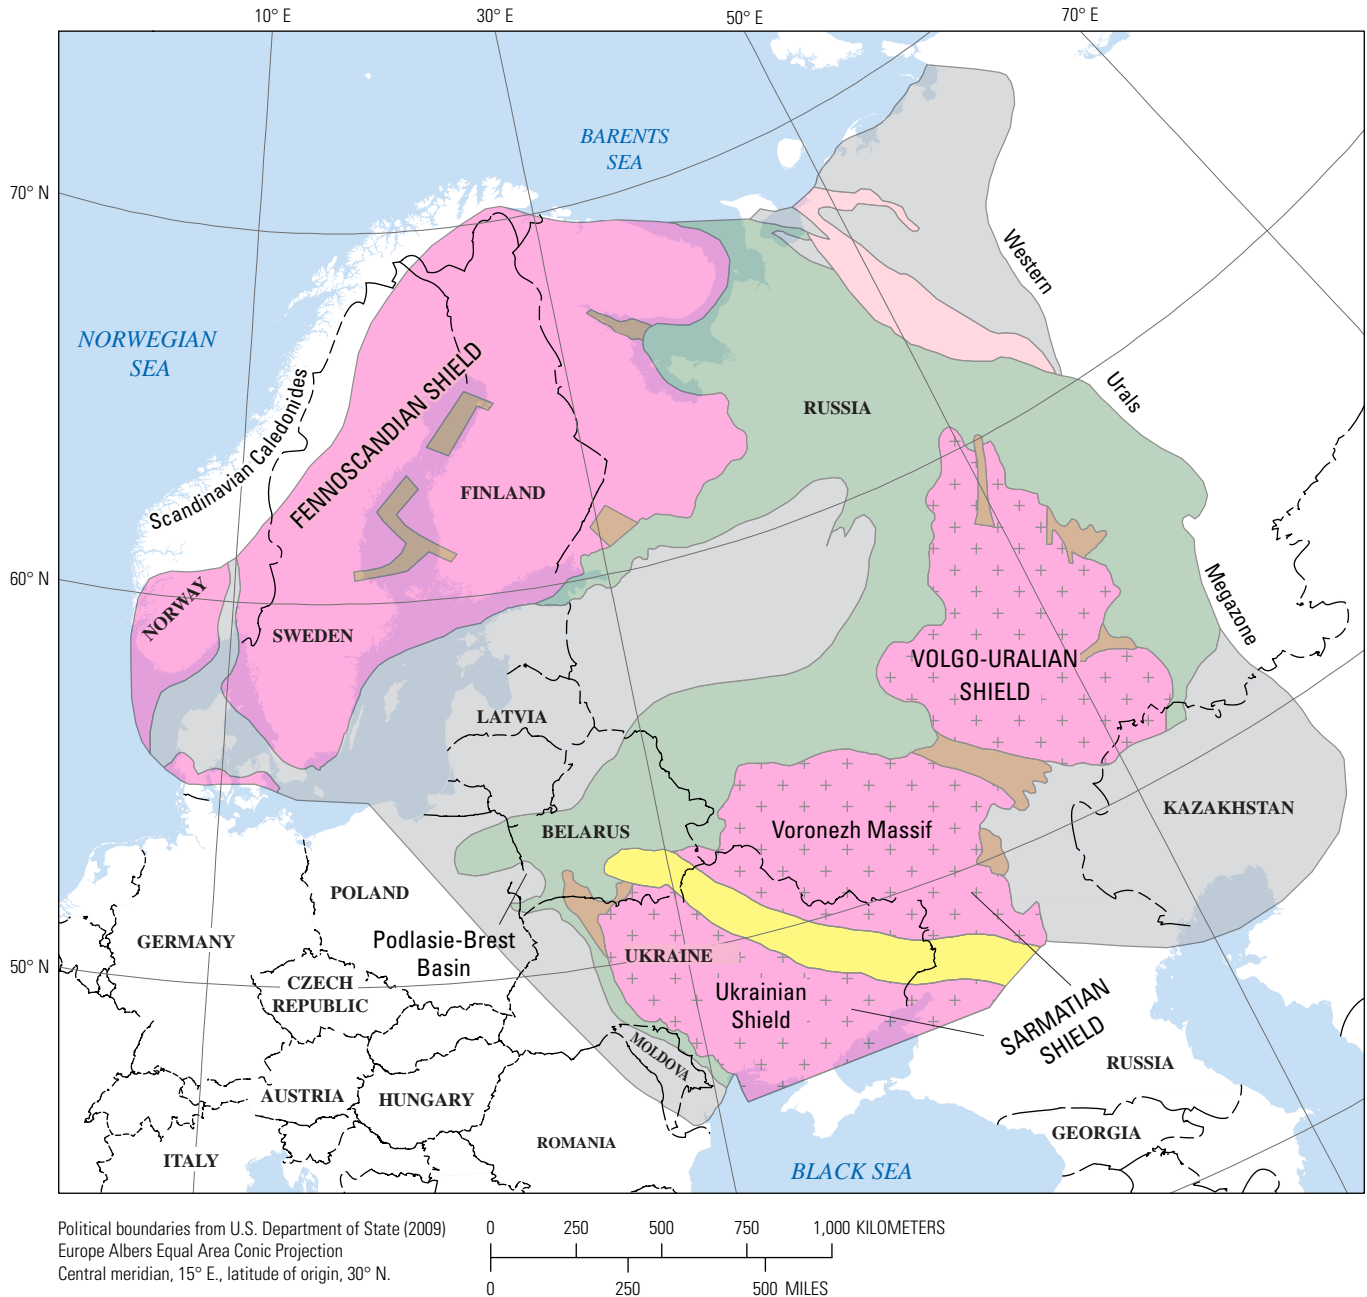 10° E
30° E
50° E
70° E
BARENTS
SEA
70° N
Western
NORWEGIAN
SEA
Urals
RUSSIA
Scandinavian Caledonides
FENNOSCANDIAN SHIELD
FINLAND
60° N
Megazone
NORWAY
SWEDEN
VOLGO-URALIAN
SHIELD
LATVIA
KAZAKHSTAN
BELARUS
Voronezh Massif
POLAND
GERMANY
Podlasie-Brest
Basin
UKRAINE
50° N
CZECH
REPUBLIC
Ukrainian
Shield
SARMATIAN
SHIELD
MOLDOVA
RUSSIA
AUSTRIA
HUNGARY
GEORGIA
ROMANIA
ITALY
BLACK SEA
Political boundaries from U.S. Department of State (2009)
Europe Albers Equal Area Conic Projection
Central meridian, 15° E., latitude of origin, 30° N.
0 250 500 750 1,000 KILOMETERS
0 250 500 MILES